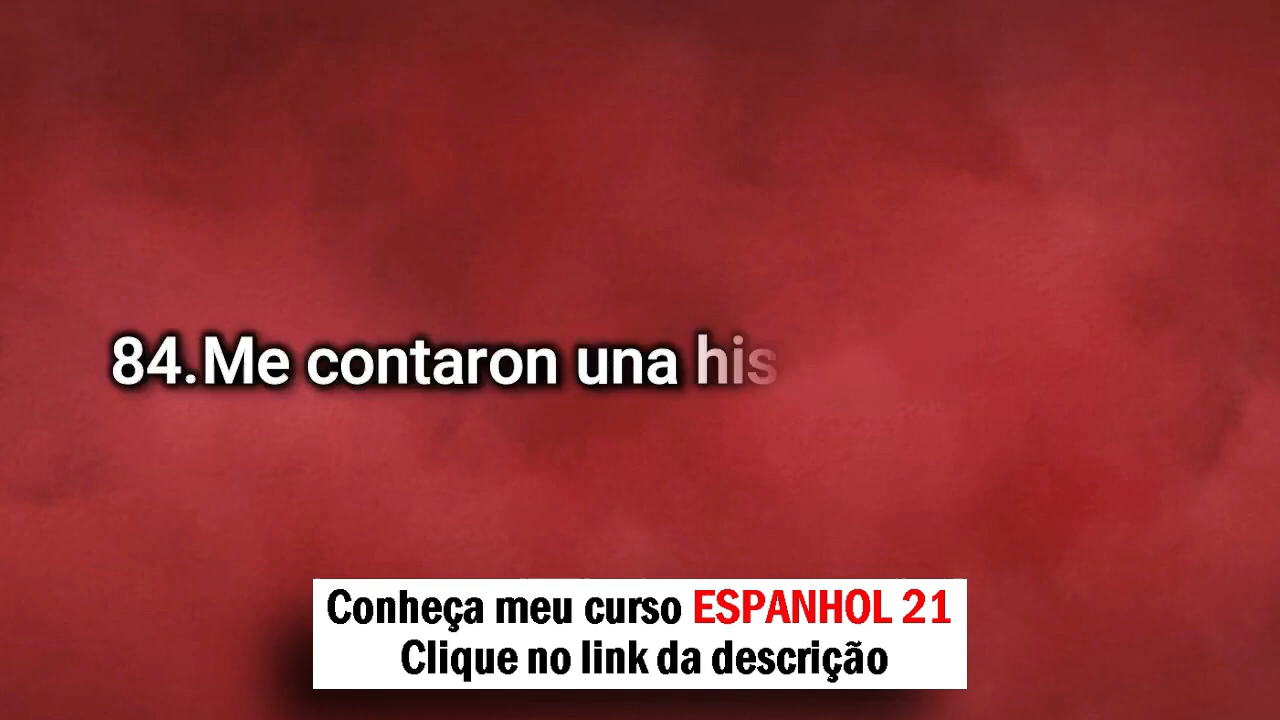 84.Me contaron una his
Conheça meu curso ESPANHOL 21
Clique no link da descrição